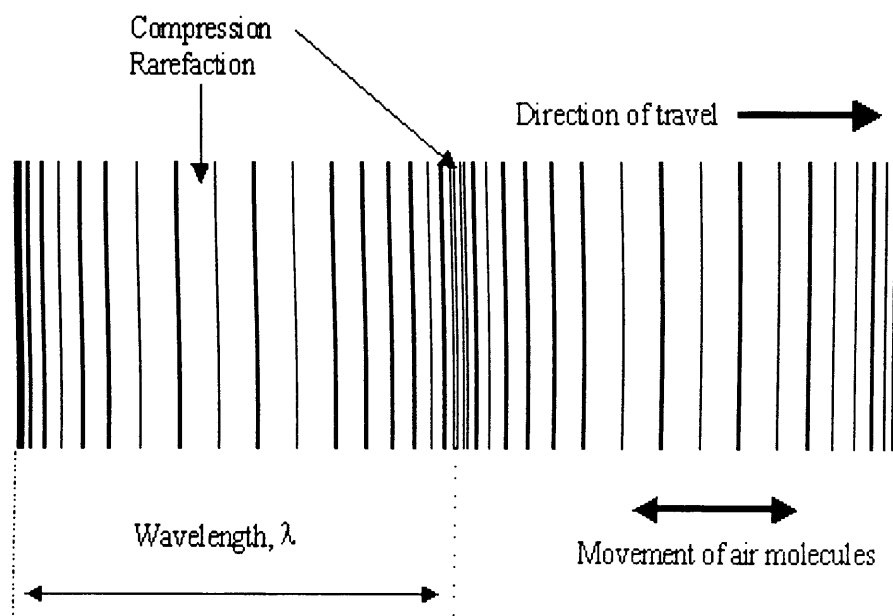 Compression
Rarefaction
Direction of travel
Wavelength, λ
Movement of air molecules